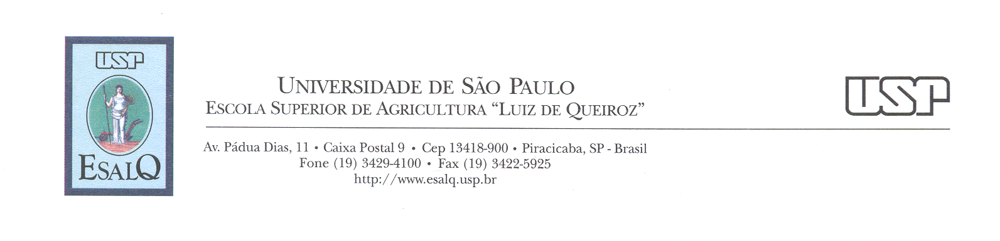 USP
ESALQ
UNIVERSIDADE DE SÃO PAULO
ESCOLA SUPERIOR DE AGRICULTURA “LUIZ DE QUEIROZ”
USP
Av. Pádua Dias, 11 • Caixa Postal 9 • Cep 13418-900 • Piracicaba, SP - Brasil
Fone (19) 3429-4100 • Fax (19) 3422-5925
http://www.esalq.usp.br